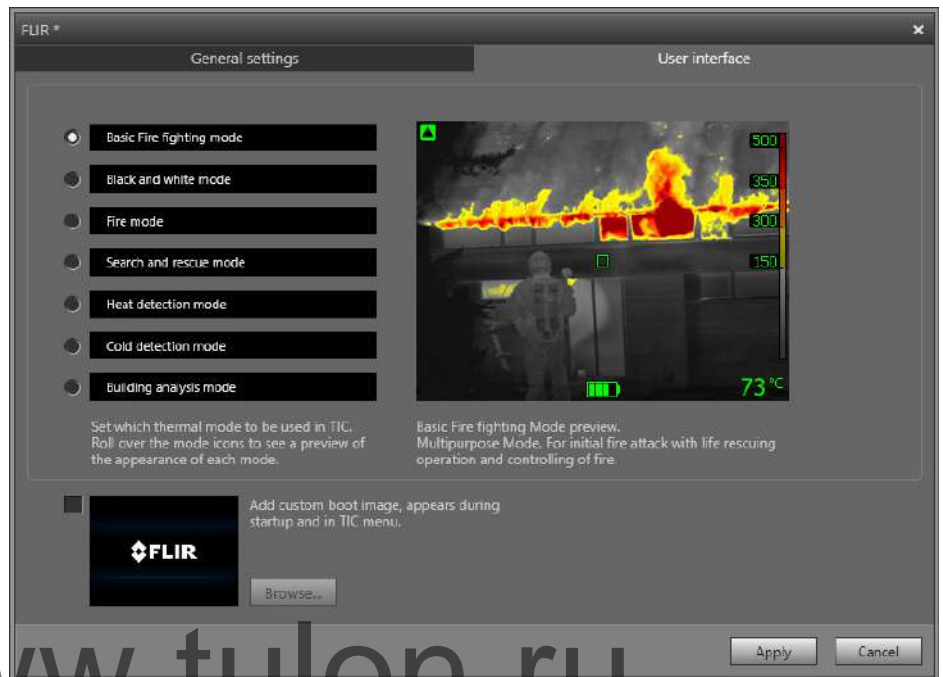 FLIR *
General settings
User interface
Basic Fire fighting mode
Black and white mode
Fire mode
Search and rescue mode
Heat detection mode
Cold detection mode
Building analysis mode
Set which thermal mode to be used in TIC.
Roll over the mode icons to see a preview of
the appearance of each mode.
500
350
300
150
73 °C
Basic Fire fighting Mode preview.
Multipurpose Mode. For initial fire attack with life rescuing
operation and controlling of fire.
Add custom boot image, appears during
startup and in TIC menu.
FLIR
Browse...
Apply
Cancel